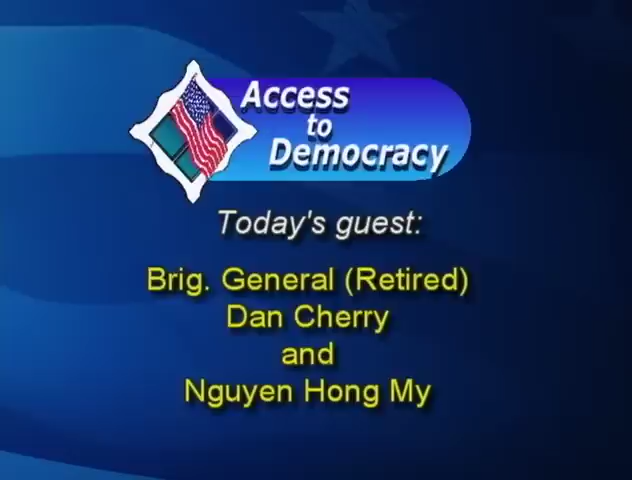 Access
to
Democracy
Today's guest:
Brig. General (Retired)
Dan Cherry
and
Nguyen Hong My